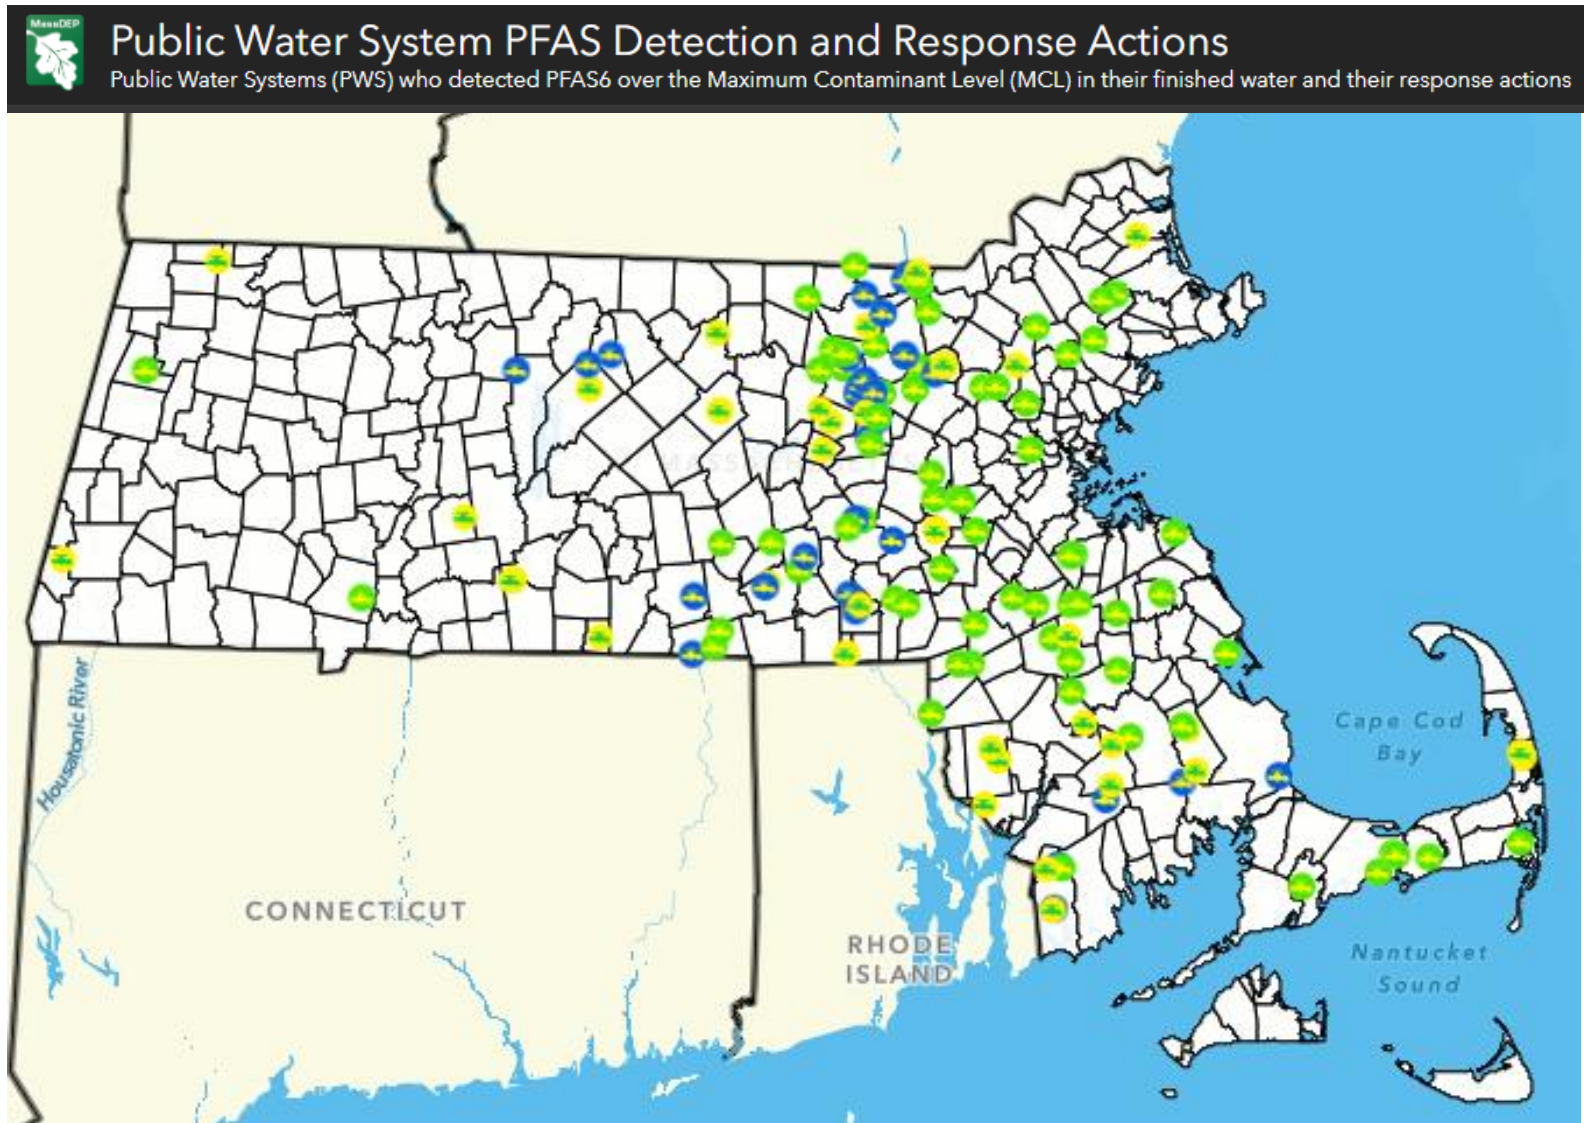 MassDEP
Public Water System PFAS Detection and Response Actions
Public Water Systems (PWS) who detected PFAS6 over the Maximum Contaminant Level (MCL) in their finished water and their response actions
Housatonic River
CONNECTICUT
RHODE
ISLAND
Cape Cod
Bay
Nantucket
Sound